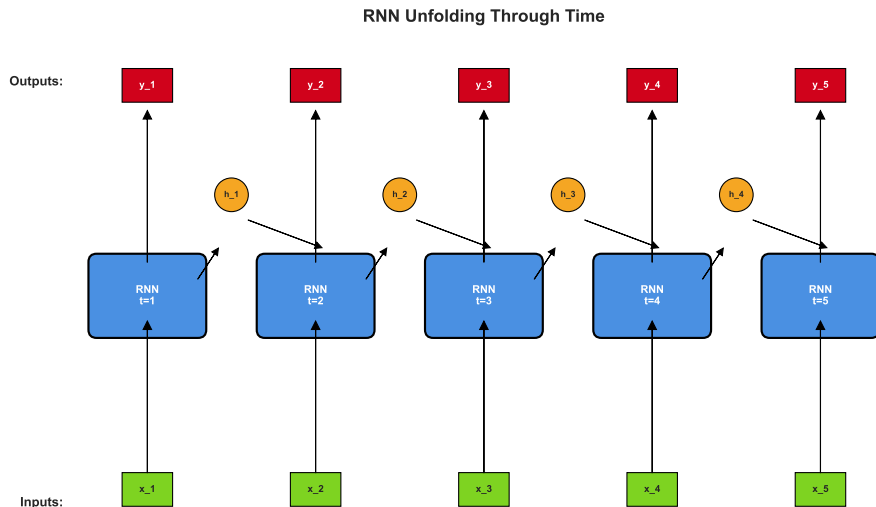 RNN Unfolding Through Time
Outputs:
y_1
y_2
y_3
y_4
y_5
h_1
h_2
h_3
h_4
RNN
t=1
RNN
t=2
RNN
t=3
RNN
t=4
RNN
t=5
x_1
x_2
x_3
x_4
x_5
Inputs: